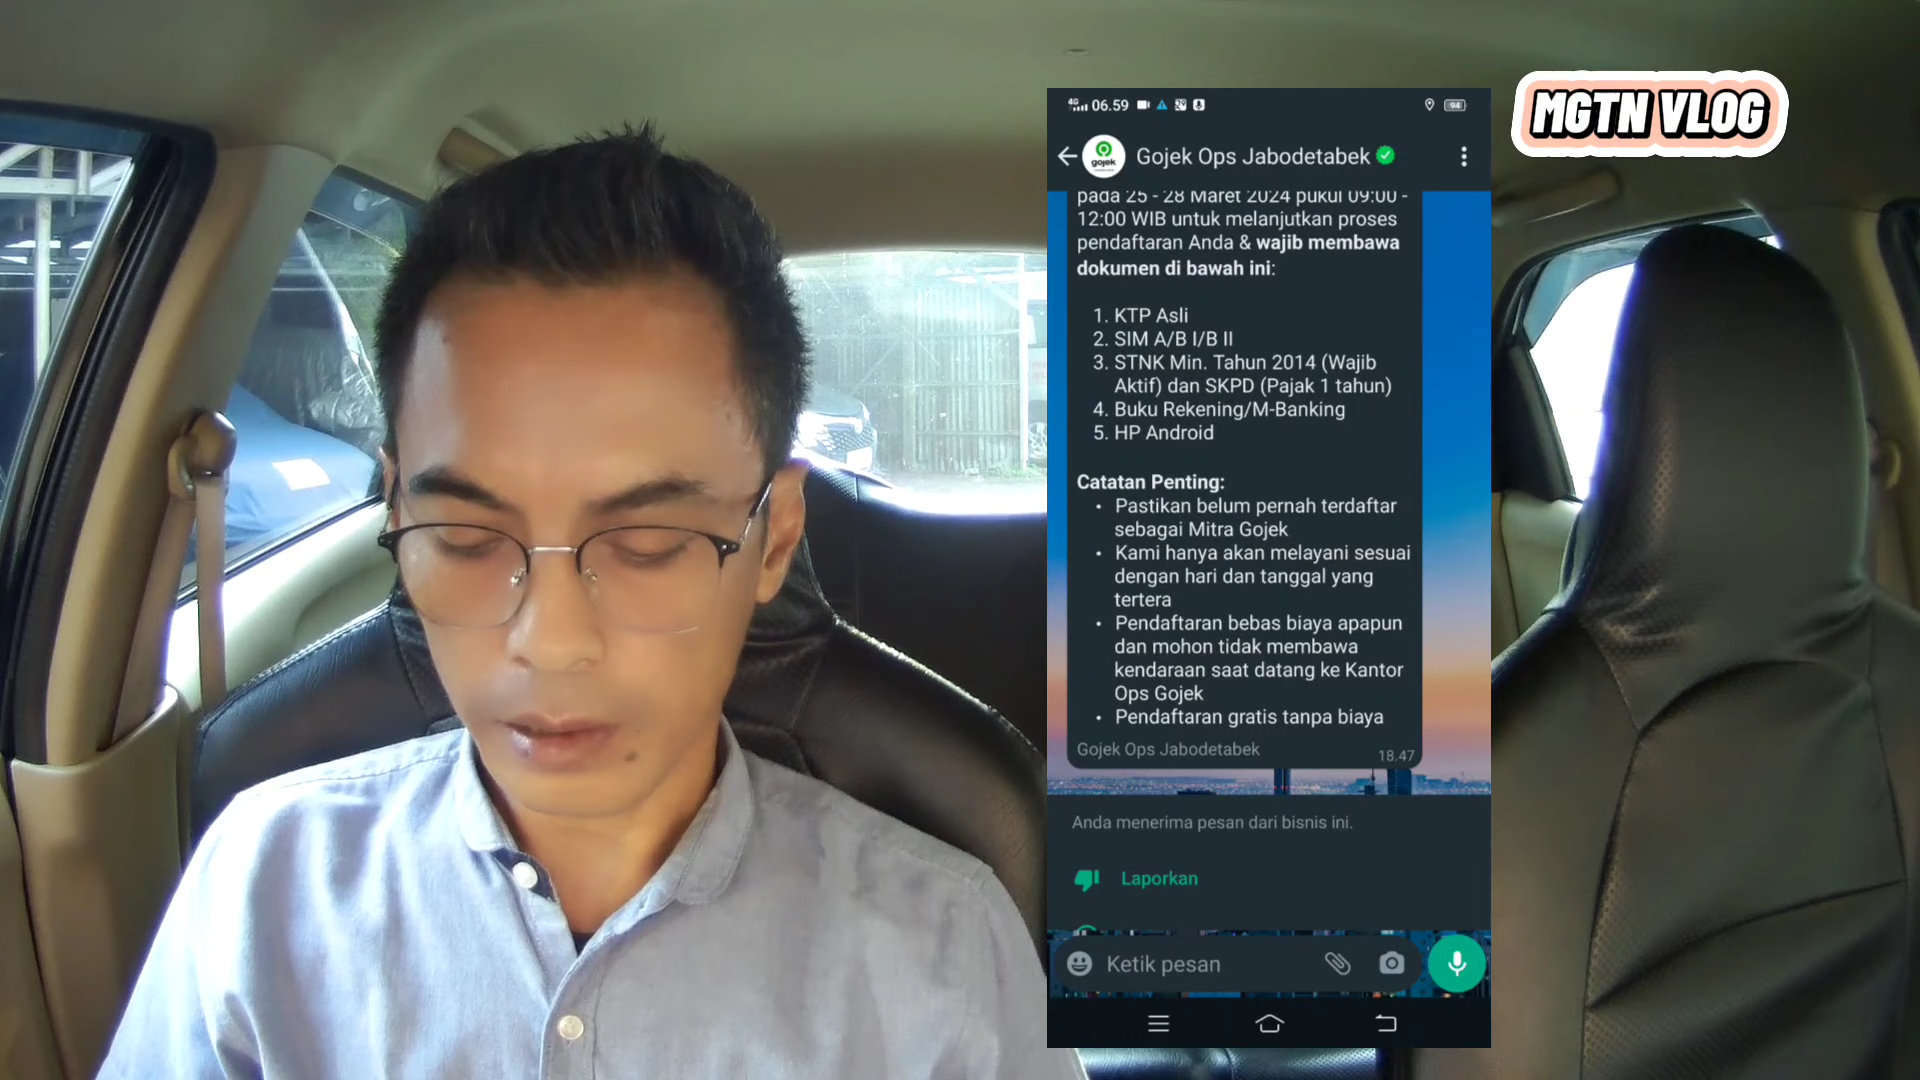 MGTN VLOG
4G 06.59 94
gojek
Gojek Ops Jabodetabek
pada 25 - 28 Maret 2024 pukul 09:00 -
12:00 WIB untuk melanjutkan proses
pendaftaran Anda & wajib membawa
dokumen di bawah ini:
1. KTP Asli
2. SIM A/B I/B II
3. STNK Min. Tahun 2014 (Wajib
Aktif) dan SKPD (Pajak 1 tahun)
4. Buku Rekening/M-Banking
5. HP Android
Catatan Penting:
• Pastikan belum pernah terdaftar
sebagai Mitra Gojek
• Kami hanya akan melayani sesuai
dengan hari dan tanggal yang
tertera
• Pendaftaran bebas biaya apapun
dan mohon tidak membawa
kendaraan saat datang ke Kantor
Ops Gojek
• Pendaftaran gratis tanpa biaya
Gojek Ops Jabodetabek
18.47
Anda menerima pesan dari bisnis ini.
Laporkan
Ketik pesan